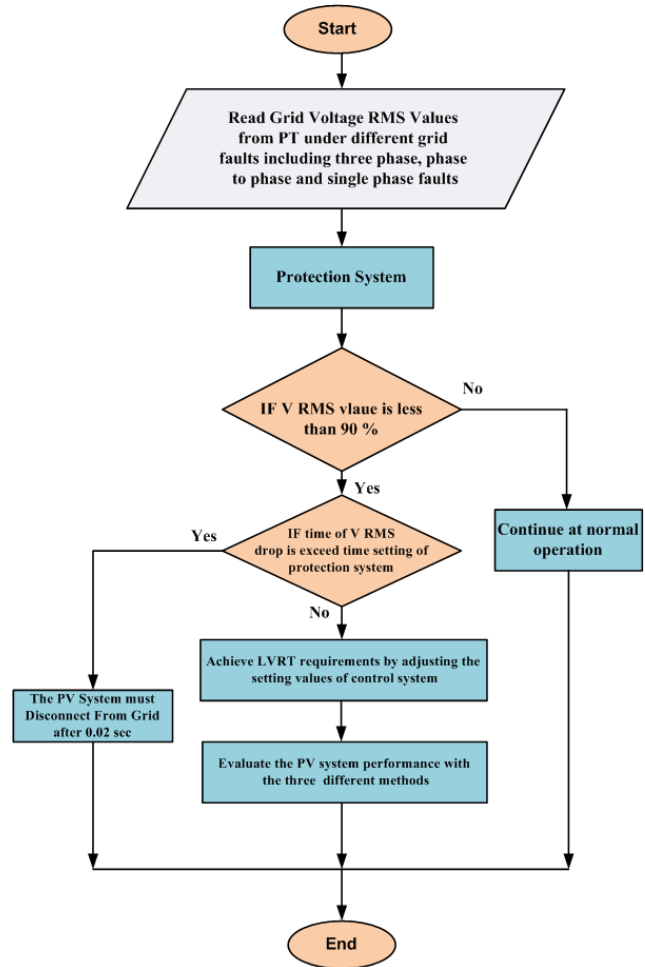 Start
Read Grid Voltage RMS Values
from PT under different grid
faults including three phase, phase
to phase and single phase faults
Protection System
No
IF V RMS vlaue is less
than 90 %
Yes
Yes
IF time of V RMS
drop is exceed time setting of
protection system
Continue at normal
operation
No
Achieve LVRT requirements by adjusting the
setting values of control system
The PV System must
Disconnect From Grid
after 0.02 sec
Evaluate the PV system performance with
the three different methods
End